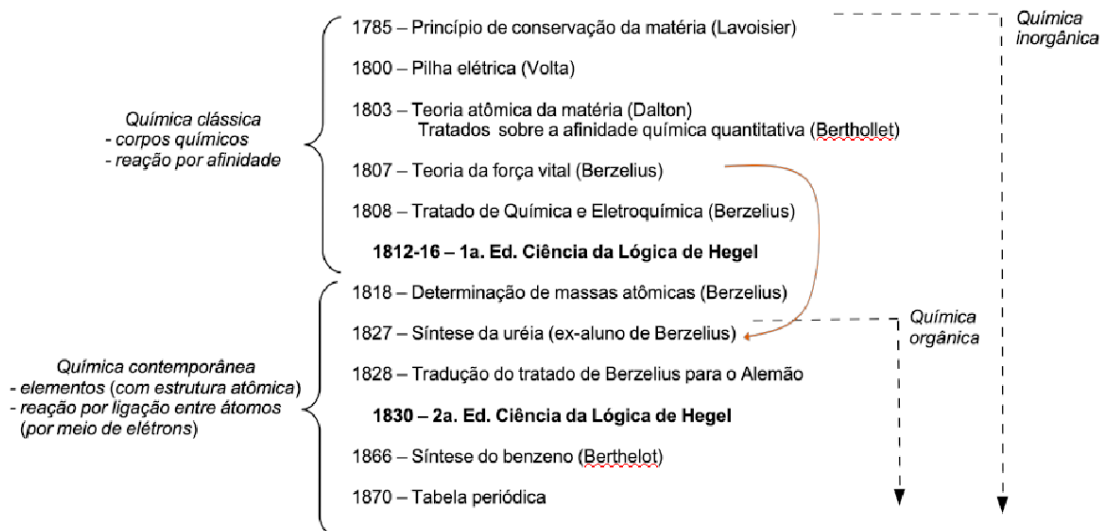 1785 – Princípio de conservação da matéria (Lavoisier)
Química
inorgânica
1800 – Pilha elétrica (Volta)
1803 – Teoria atômica da matéria (Dalton)
Tratados sobre a afinidade química quantitativa (Berthollet)
Química clássica
- corpos químicos
- reação por afinidade
1807 – Teoria da força vital (Berzelius)
1808 – Tratado de Química e Eletroquímica (Berzelius)
1812-16 – 1a. Ed. Ciência da Lógica de Hegel
1818 – Determinação de massas atômicas (Berzelius)
1827 – Síntese da uréia (ex-aluno de Berzelius)
Química
orgânica
Química contemporânea
- elementos (com estrutura atômica)
- reação por ligação entre átomos
(por meio de elétrons)
1828 – Tradução do tratado de Berzelius para o Alemão
1830 – 2a. Ed. Ciência da Lógica de Hegel
1866 – Síntese do benzeno (Berthelot)
1870 – Tabela periódica